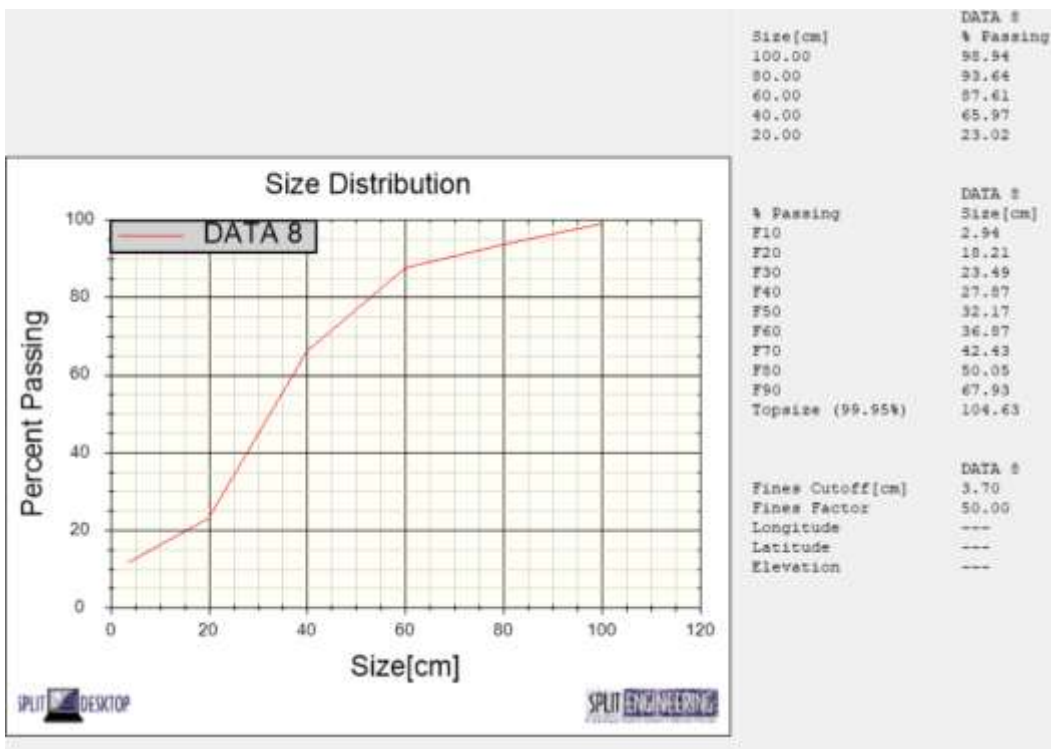 DATA 8
Size[cm] % Passing
100.00 98.94
80.00 93.64
60.00 87.61
40.00 65.97
20.00 23.02
DATA 8
% Passing Size[cm]
F10 2.94
F20 18.21
F30 23.49
F40 27.87
F50 32.17
F60 36.87
F70 42.43
F80 50.05
F90 67.93
Topsize (99.95%) 104.63
DATA 8
Fines Cutoff[cm] 3.70
Fines Factor 50.00
Longitude ---
Latitude ---
Elevation ---
Size Distribution
DATA 8
Percent Passing
100
80
60
40
20
0
0 20 40 60 80 100 120
Size[cm]
SPLIT DESKTOP
SPLIT ENGINEERING